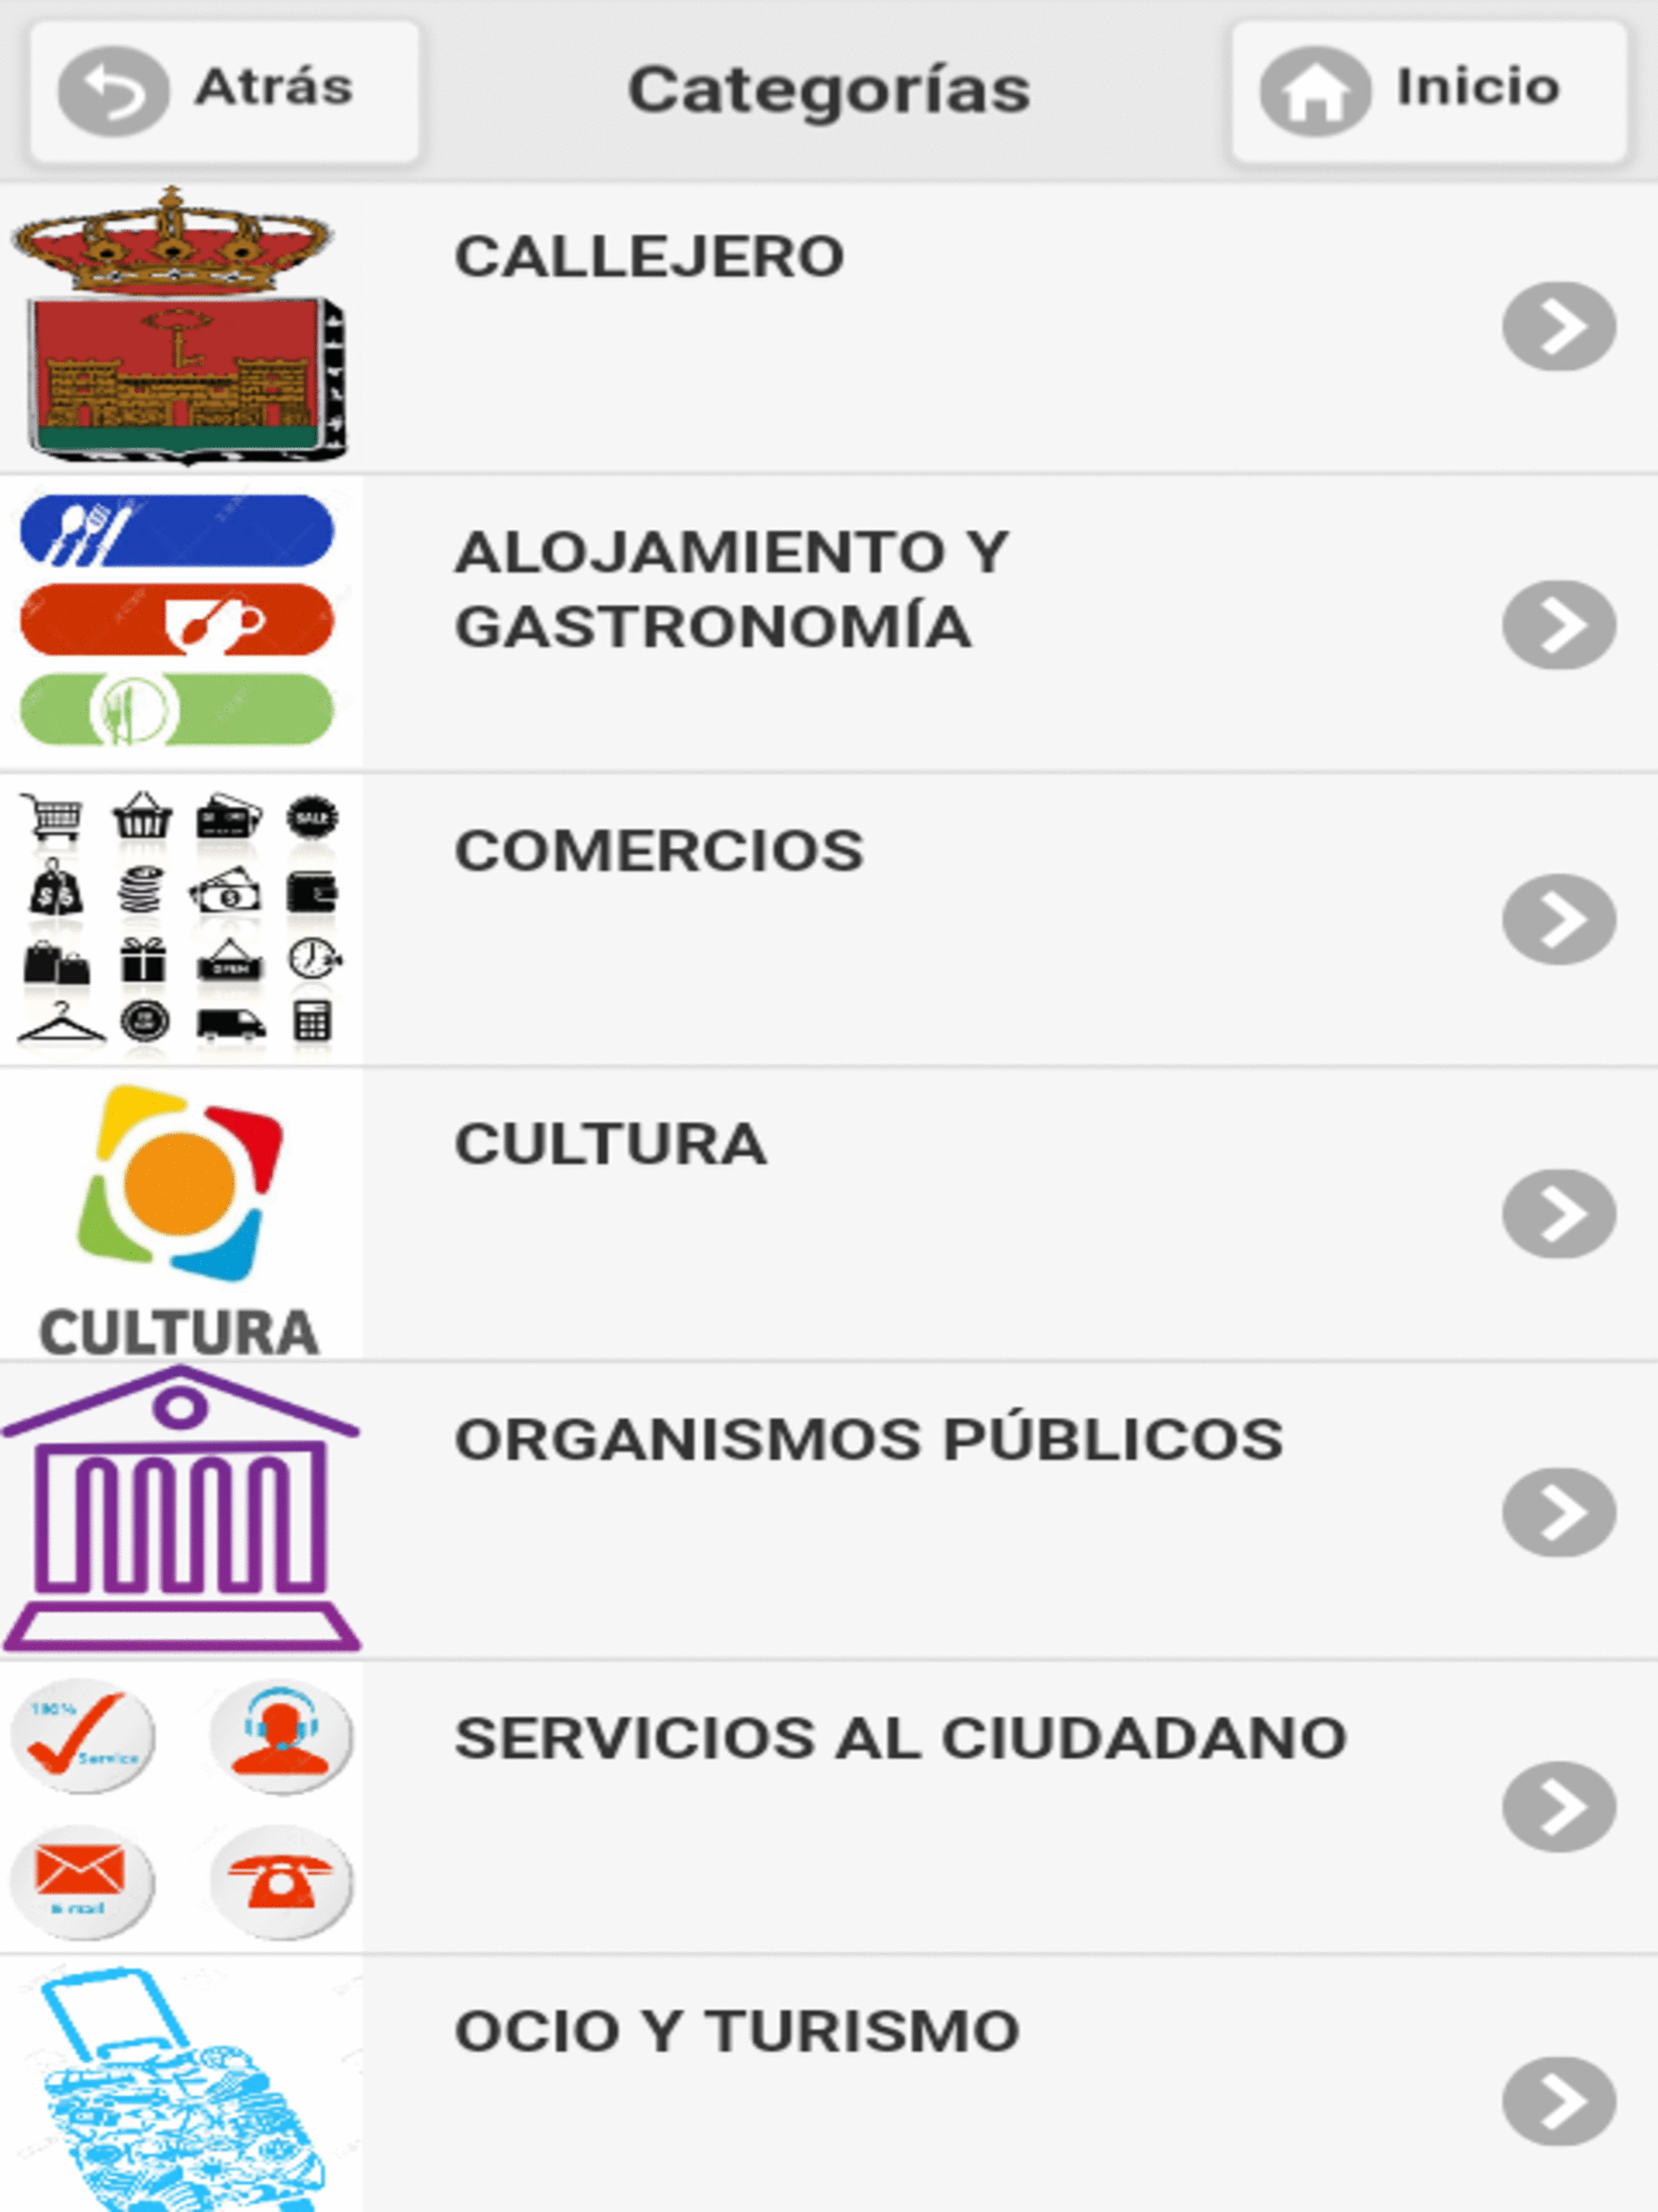 Atrás
Categorías
Inicio
CALLEJERO
ALOJAMIENTO Y
GASTRONOMÍA
SALE
$ $
$
OPEN
COMERCIOS
CULTURA
CULTURA
ORGANISMOS PÚBLICOS
100%
Service
E-mail
SERVICIOS AL CIUDADANO
OCIO Y TURISMO